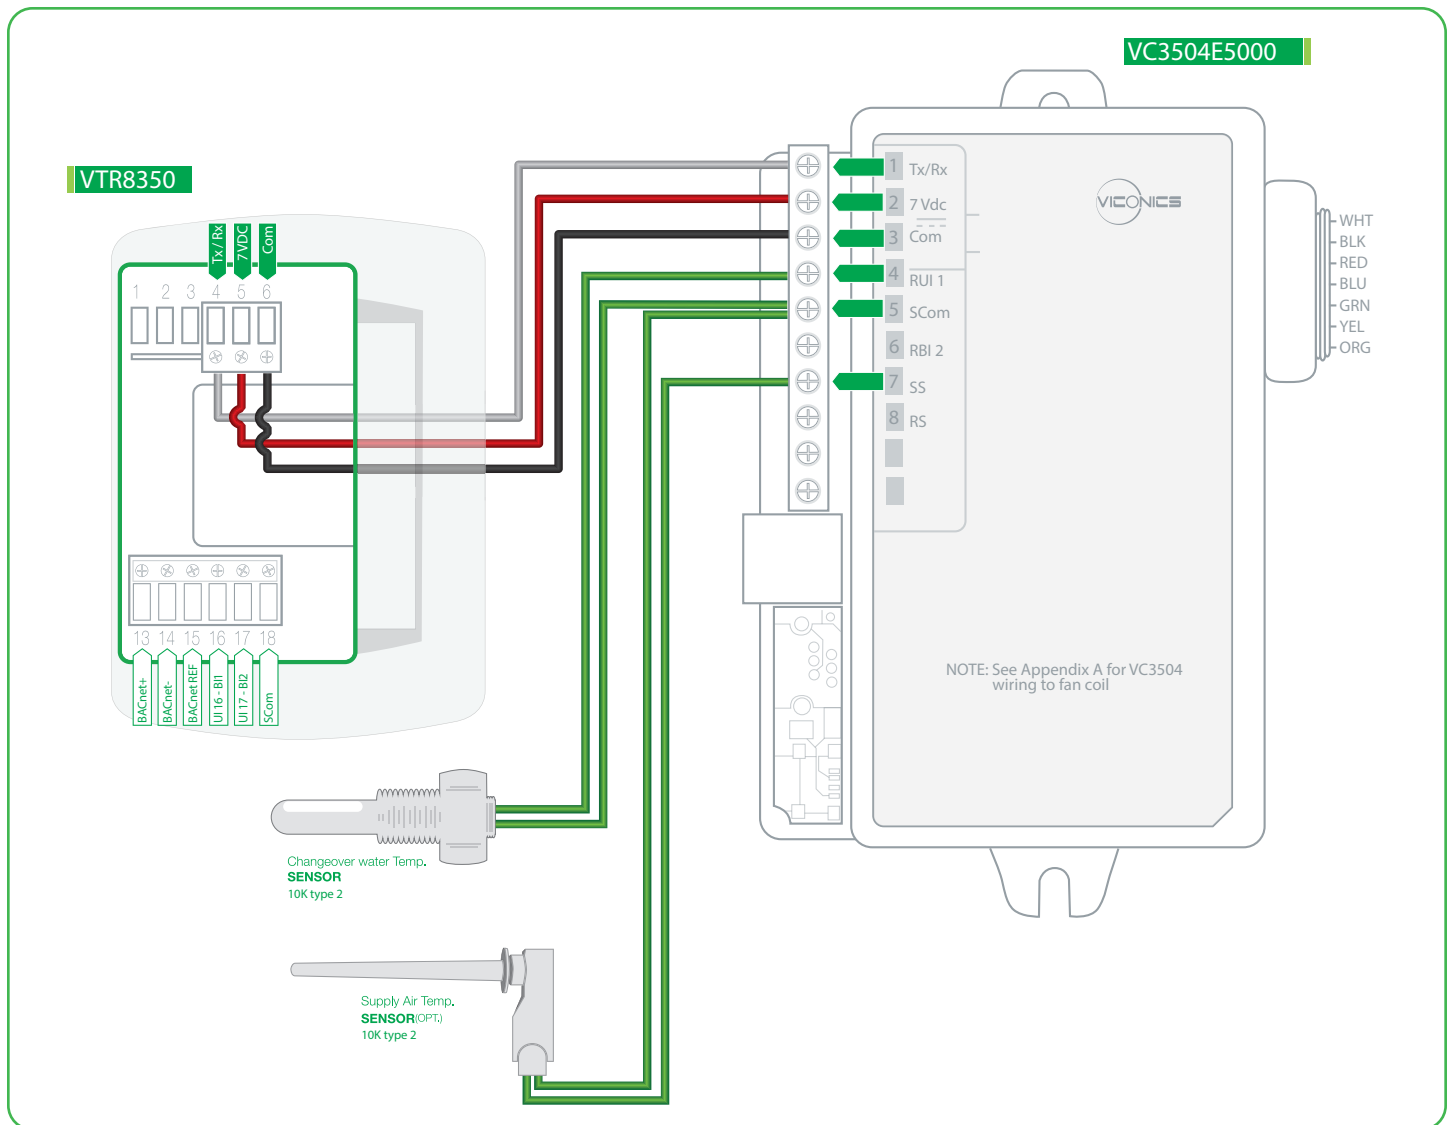 VC3504E5000
VTR8350
Tx / Rx
7 VDC
Com
1 2 3 4 5 6
13 14 15 16 17 18
BACnet+
BACnet-
BACnet REF
UI 16 - BI1
UI 17 - BI2
SCom
1 Tx/Rx
2 7 Vdc
3 Com
4 RUI 1
5 SCom
6 RBI 2
7 SS
8 RS
VICONICS
WHT
BLK
RED
BLU
GRN
YEL
ORG
NOTE: See Appendix A for VC3504
wiring to fan coil
Changeover water Temp.
SENSOR
10K type 2
Supply Air Temp.
SENSOR(OPT.)
10K type 2